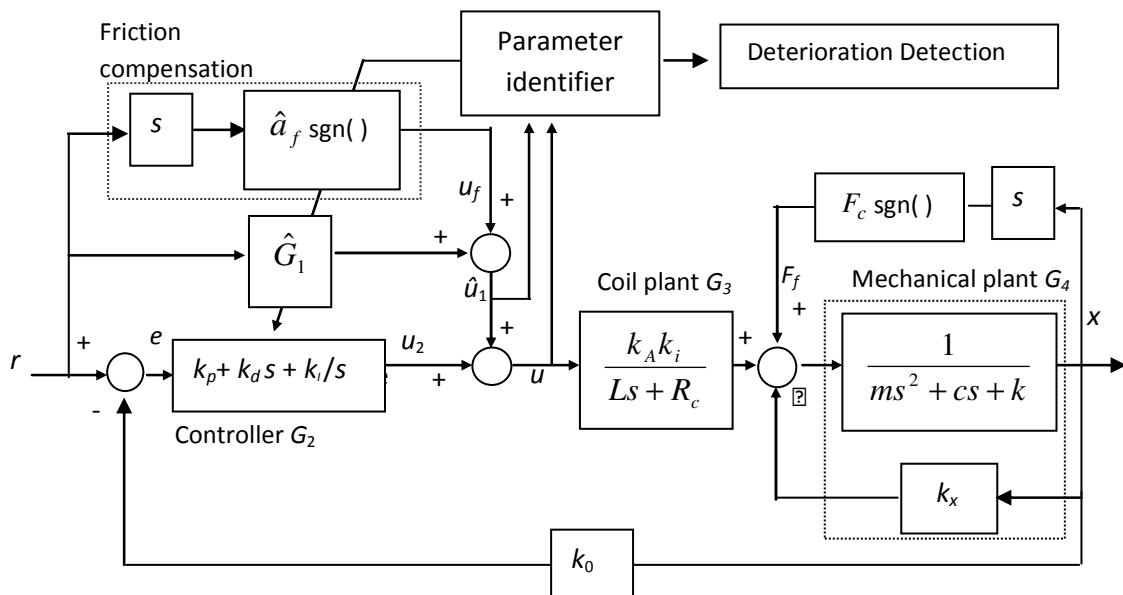 Friction
compensation
Parameter
identifier
Deterioration Detection
s
â_f sgn( )
u_f
+
F_c sgn( )
s
Ĝ_1
+
û_1
F_f
+
Coil plant G_3
Mechanical plant G_4
r
+
e
k_p+ k_d s + k_I/s
u_2
+
+
u
k_A k_i
Ls + R_c
+
1
ms^2 + cs + k
x
-
Controller G_2
k_x
k_0